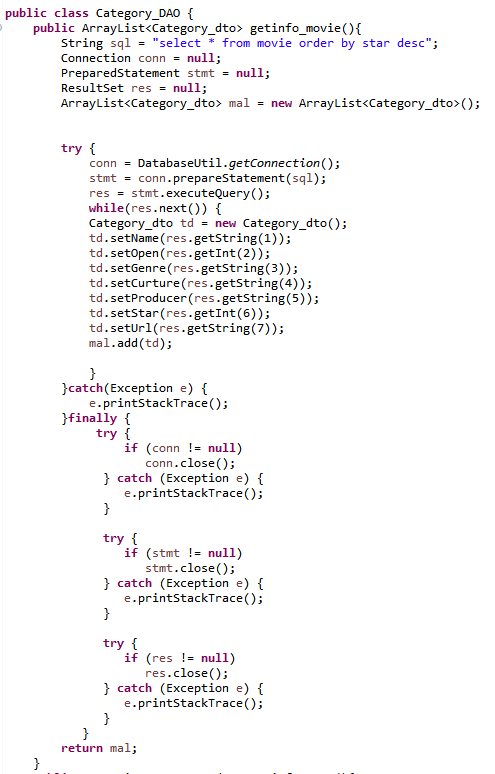 public class Category_DAO {
    public ArrayList<Category_dto> getinfo_movie(){
        String sql = "select * from movie order by star desc";
        Connection conn = null;
        PreparedStatement stmt = null;
        ResultSet res = null;
        ArrayList<Category_dto> mal = new ArrayList<Category_dto>();
        try {
            conn = DatabaseUtil.getConnection();
            stmt = conn.prepareStatement(sql);
            res = stmt.executeQuery();
            while(res.next()) {
            Category_dto td = new Category_dto();
            td.setName(res.getString(1));
            td.setOpen(res.getInt(2));
            td.setGenre(res.getString(3));
            td.setCurture(res.getString(4));
            td.setProducer(res.getString(5));
            td.setStar(res.getInt(6));
            td.setUrl(res.getString(7));
            mal.add(td);
            }
        }catch(Exception e) {
            e.printStackTrace();
        }finally {
             try {
                 if (conn != null)
                    conn.close();
              } catch (Exception e) {
                 e.printStackTrace();
              }
              try {
                 if (stmt != null)
                    stmt.close();
              } catch (Exception e) {
                 e.printStackTrace();
              }
              try {
                 if (res != null)
                    res.close();
              } catch (Exception e) {
                 e.printStackTrace();
              }
           }
        return mal;
    }